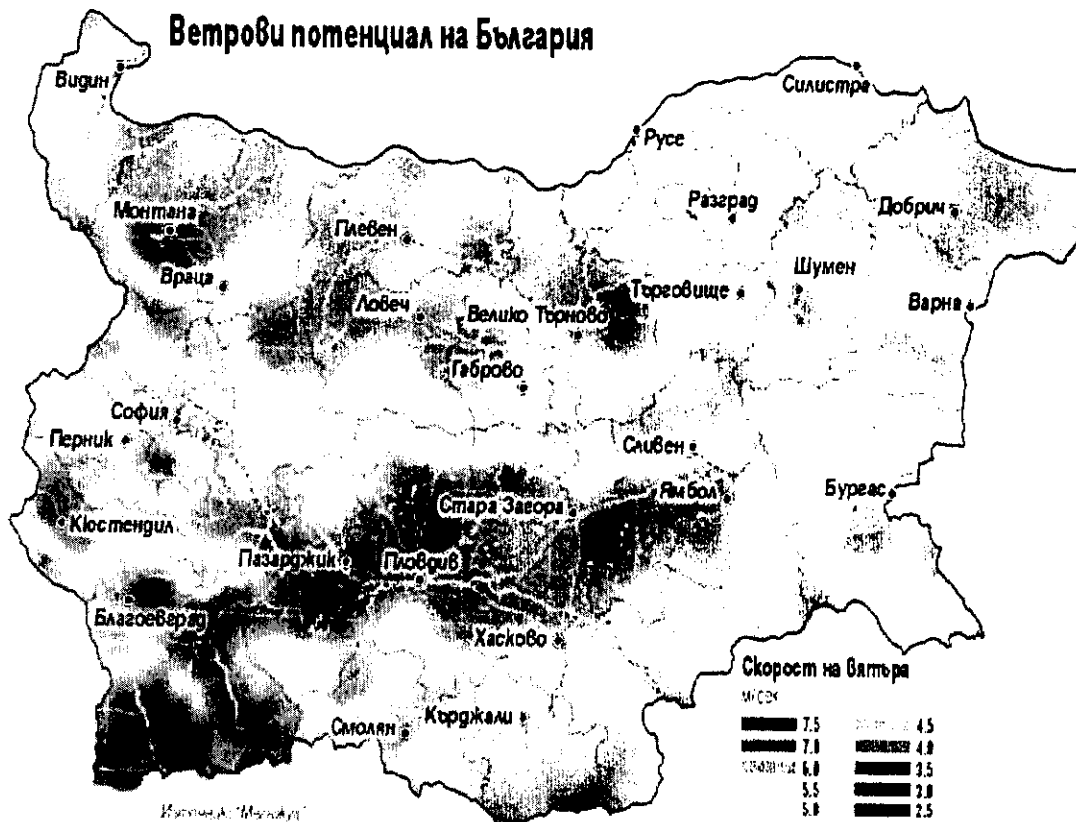 Ветрови потенциал на България
Видин
Силистра
Русе
Монтана
Плевен
Разград
Добрич
Враца
Ловеч
Велико Търново
Търговище
Шумен
Варна
Габрово
София
Перник
Сливен
Кюстендил
Стара Загора
Ямбол
Бургас
Пазарджик
Пловдив
Благоевград
Хасково
Смолян
Кърджали
Скорост на вятъра
М/СЕК
7.5 4.5
7.0 4.0
6.0 3.5
5.5 3.0
5.0 2.5